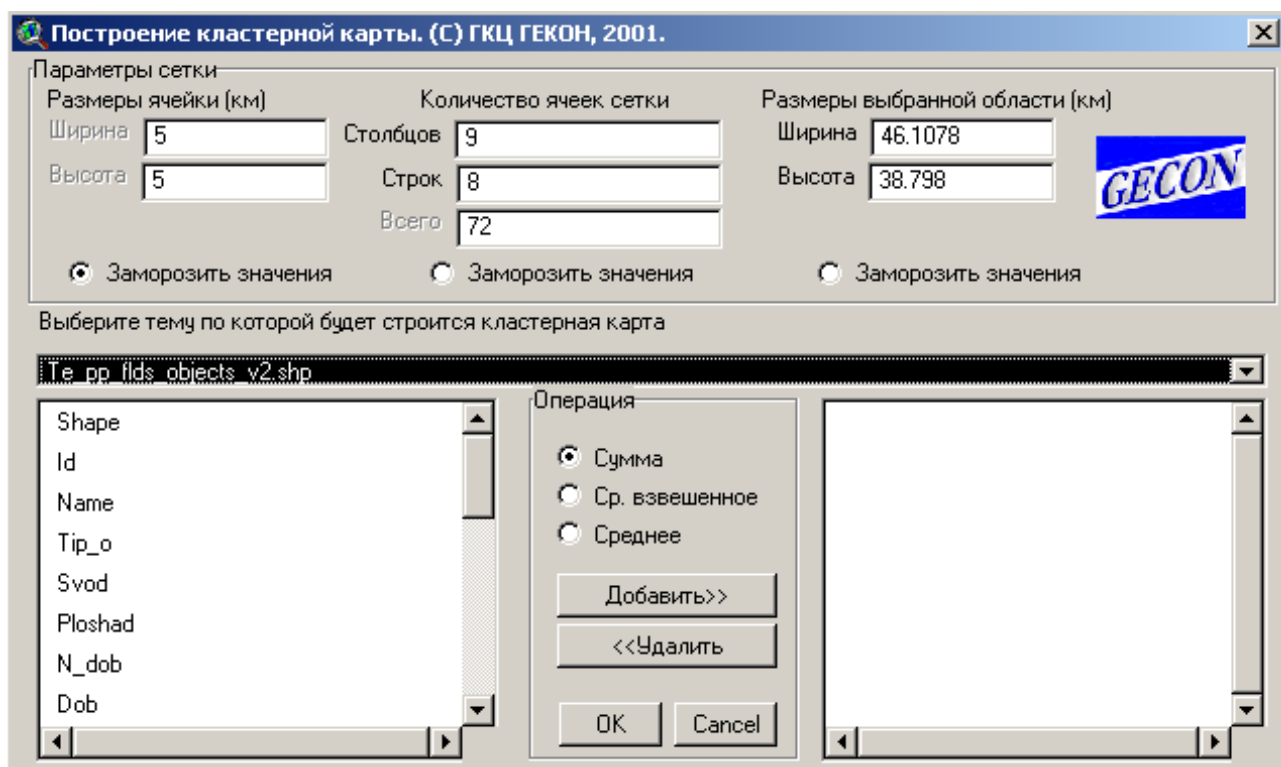 Построение кластерной карты. (С) ГКЦ ГЕКОН, 2001.
Параметры сетки
Размеры ячейки (км)
Ширина 5
Высота 5
Заморозить значения
Количество ячеек сетки
Столбцов 9
Строк 8
Всего 72
Заморозить значения
Размеры выбранной области (км)
Ширина 46.1078
Высота 38.798
Заморозить значения
GECON
Выберите тему по которой будет строится кластерная карта
Te_pp_flds_objects_v2.shp
Shape
Id
Name
Tip_o
Svod
Ploshad
N_dob
Dob
Операция
Сумма
Ср. взвешенное
Среднее
Добавить>>
<<Удалить
OK
Cancel